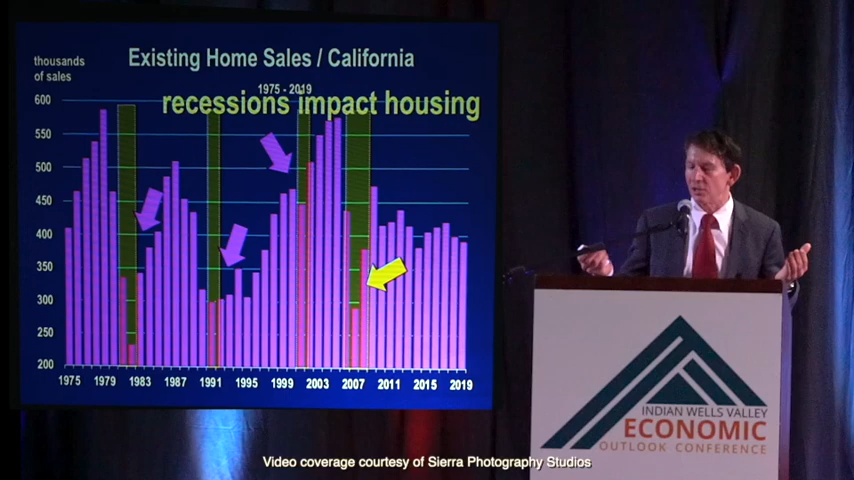 thousands
of sales
Existing Home Sales / California
1975 - 2019
recessions impact housing
600
550
500
450
400
350
300
250
200
1975 1979 1983 1987 1991 1995 1999 2003 2007 2011 2015 2019
INDIAN WELLS VALLEY
ECONOMIC
OUTLOOK CONFERENCE
Video coverage courtesy of Sierra Photography Studios